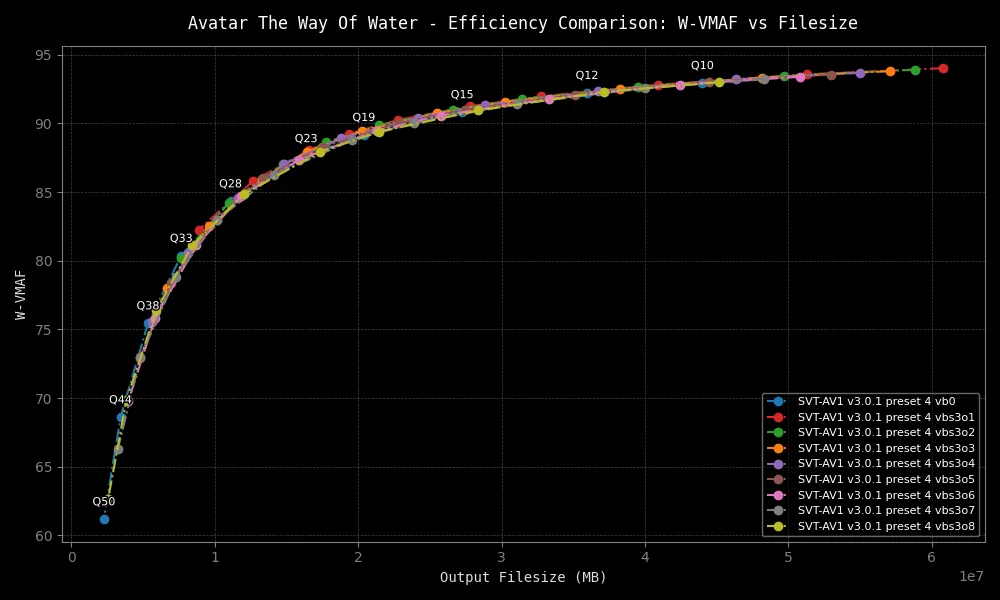 Avatar The Way Of Water - Efficiency Comparison: W-VMAF vs Filesize
W-VMAF
95
90
85
80
75
70
65
60
Q10
Q12
Q15
Q19
Q23
Q28
Q33
Q38
Q44
Q50
SVT-AV1 v3.0.1 preset 4 vb0
SVT-AV1 v3.0.1 preset 4 vbs3o1
SVT-AV1 v3.0.1 preset 4 vbs3o2
SVT-AV1 v3.0.1 preset 4 vbs3o3
SVT-AV1 v3.0.1 preset 4 vbs3o4
SVT-AV1 v3.0.1 preset 4 vbs3o5
SVT-AV1 v3.0.1 preset 4 vbs3o6
SVT-AV1 v3.0.1 preset 4 vbs3o7
SVT-AV1 v3.0.1 preset 4 vbs3o8
0 1 2 3 4 5 6
1e7
Output Filesize (MB)